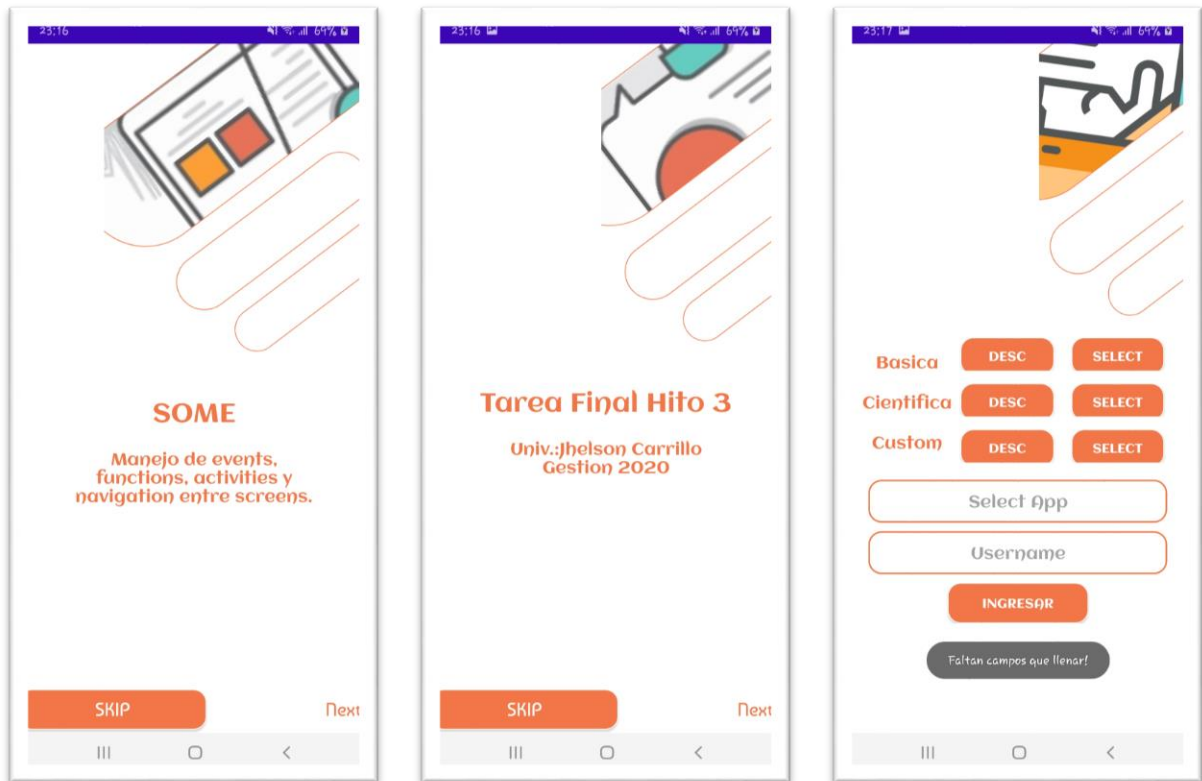 23:16
69%
SOME
Manejo de events,
functions, activities y
navigation entre screens.
SKIP
Next
23:16
69%
Tarea Final Hito 3
Univ.:Jhelson Carrillo
Gestion 2020
SKIP
Next
23:17
69%
Basica DESC SELECT
Cientifica DESC SELECT
Custom DESC SELECT
Select App
Username
INGRESAR
Faltan campos que llenar!